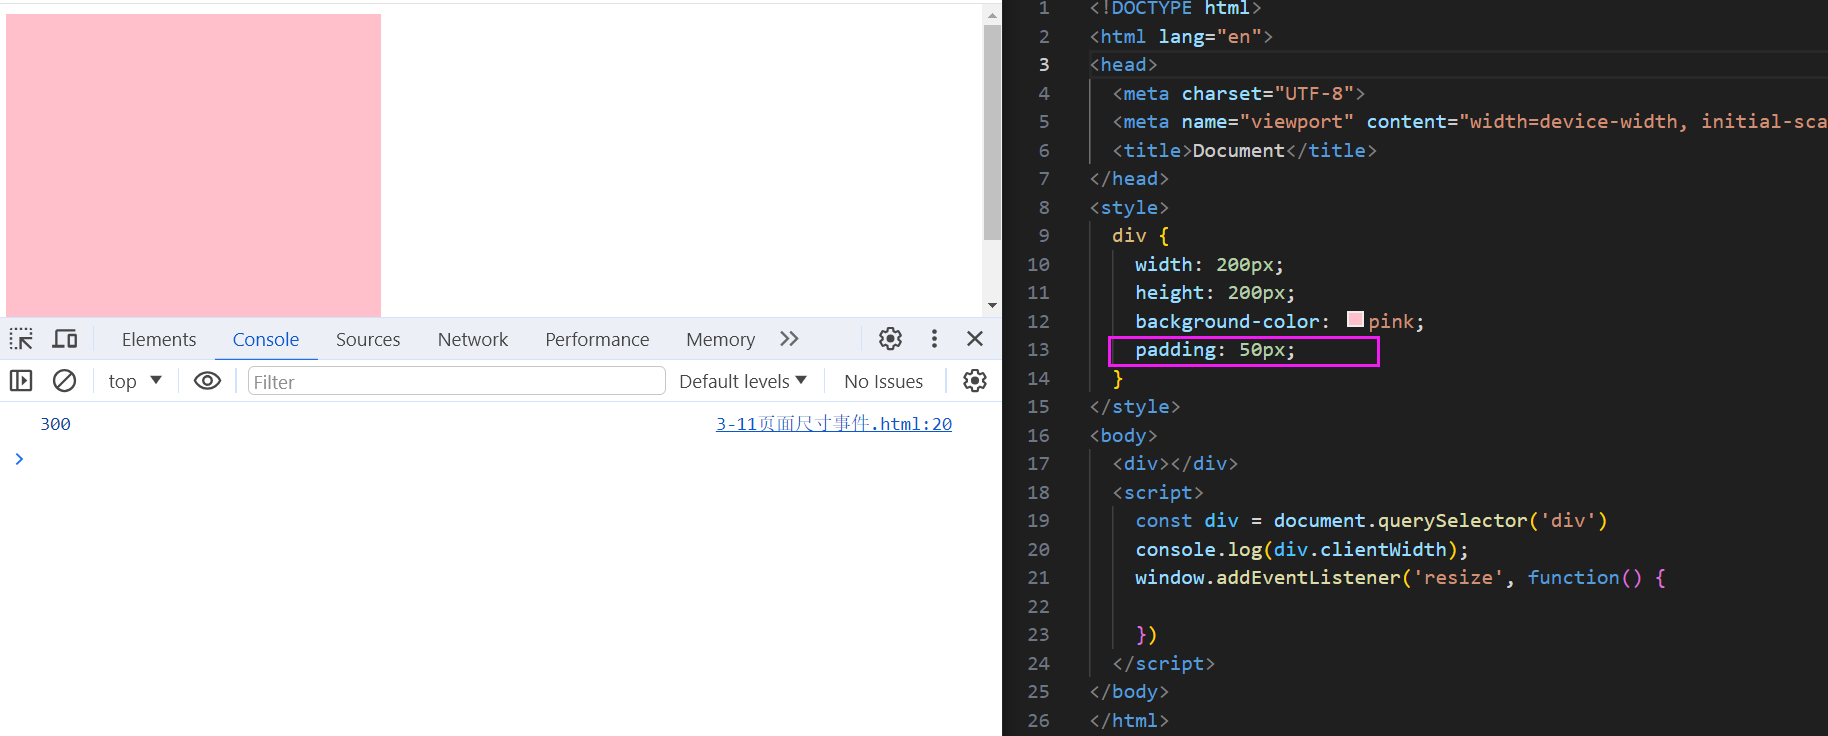 Elements Console Sources Network Performance Memory
top Filter Default levels No Issues
300 3-11页面尺寸事件.html:20
1 <!DOCTYPE html>
2 <html lang="en">
3 <head>
4 <meta charset="UTF-8">
5 <meta name="viewport" content="width=device-width, initial-sca
6 <title>Document</title>
7 </head>
8 <style>
9 div {
10 width: 200px;
11 height: 200px;
12 background-color: pink;
13 padding: 50px;
14 }
15 </style>
16 <body>
17 <div></div>
18 <script>
19 const div = document.querySelector('div')
20 console.log(div.clientWidth);
21 window.addEventListener('resize', function() {
22
23 })
24 </script>
25 </body>
26 </html>